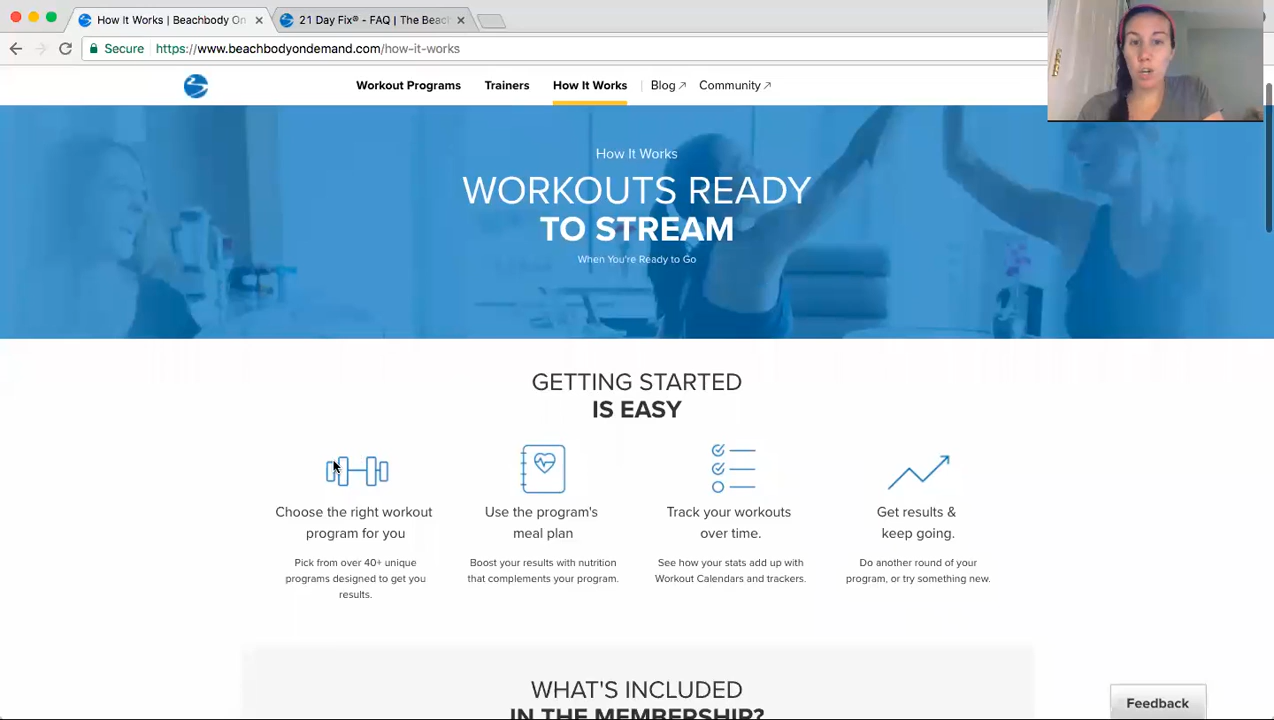 How It Works | Beachbody On
21 Day Fix® - FAQ | The Beach
Secure
https://www.beachbodyondemand.com/how-it-works
Workout Programs
Trainers
How It Works
Blog ↗
Community ↗
How It Works
WORKOUTS READY
TO STREAM
When You're Ready to Go
GETTING STARTED
IS EASY
Choose the right workout
program for you
Pick from over 40+ unique
programs designed to get you
results.
Use the program's
meal plan
Boost your results with nutrition
that complements your program.
Track your workouts
over time.
See how your stats add up with
Workout Calendars and trackers.
Get results &
keep going.
Do another round of your
program, or try something new.
WHAT'S INCLUDED
IN THE MEMBERSHIP?
Feedback